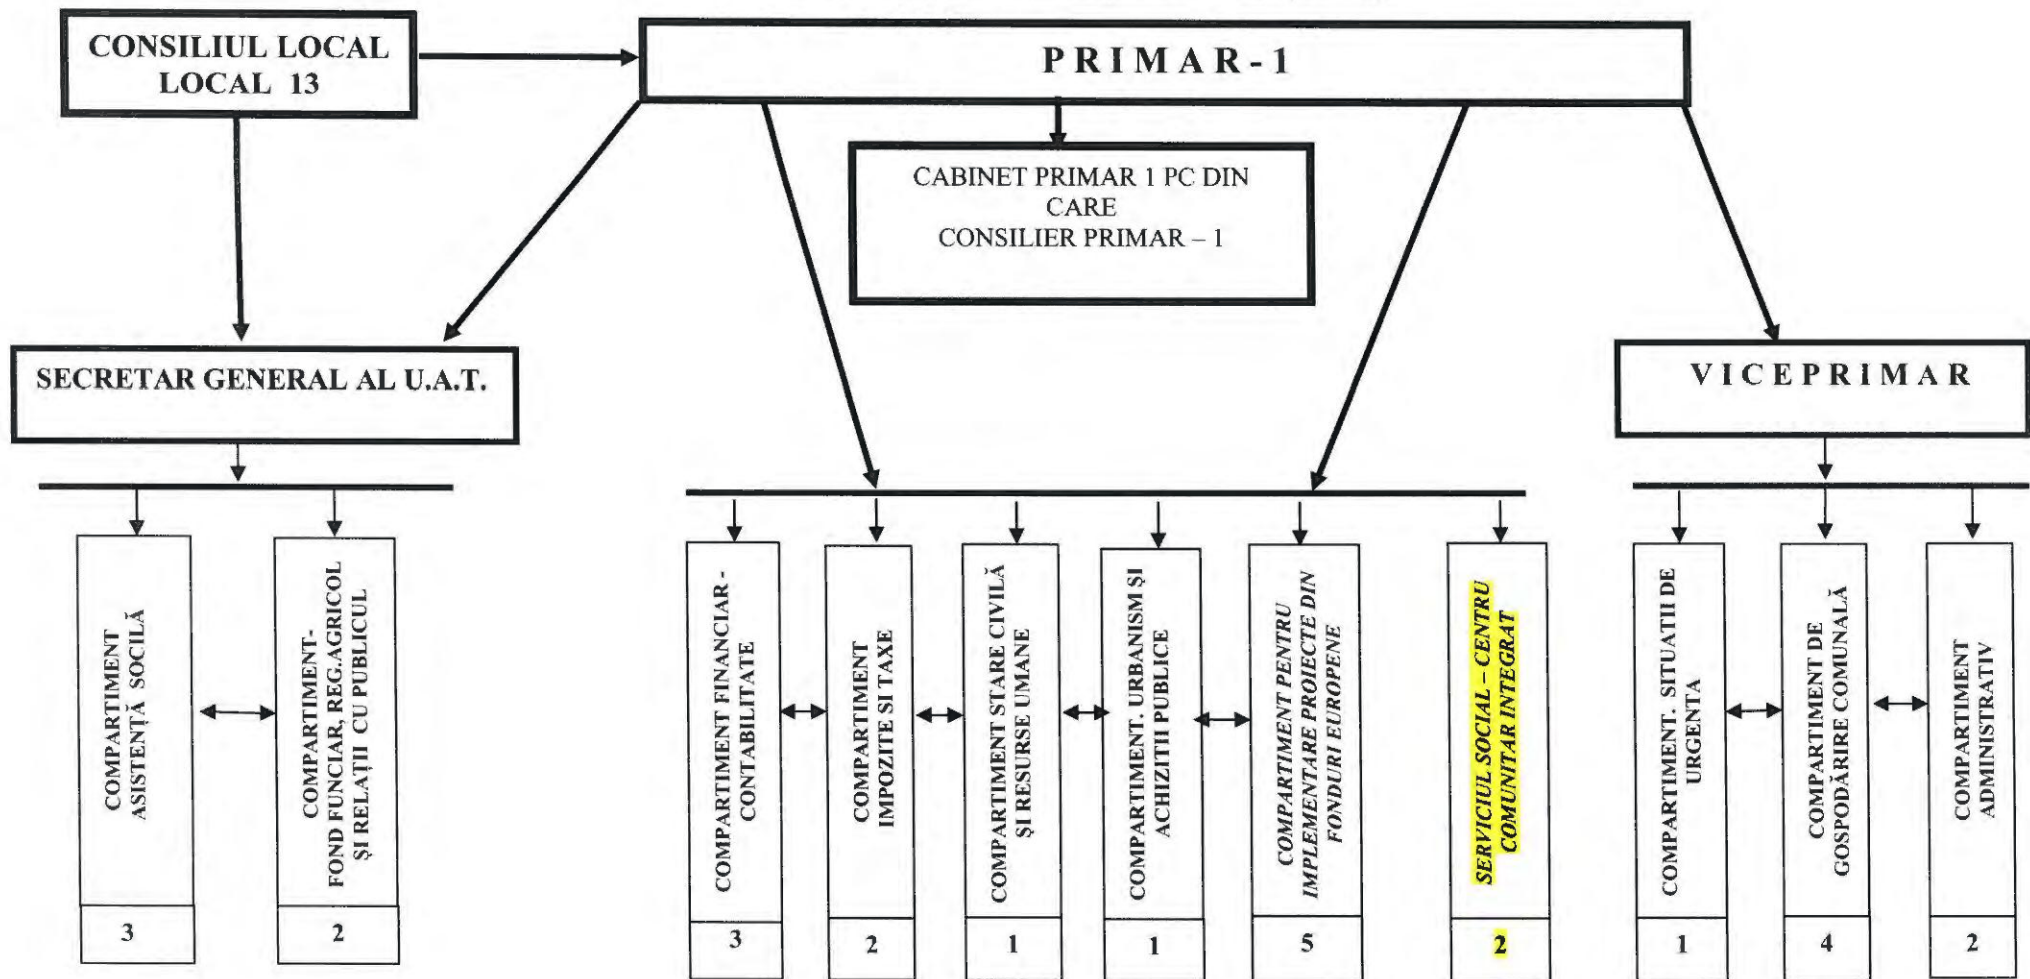 CONSILIUL LOCAL
LOCAL 13
PRIMAR-1
CABINET PRIMAR 1 PC DIN
CARE
CONSILIER PRIMAR – 1
SECRETAR GENERAL AL U.A.T.
VICEPRIMAR
COMPARTIMENT
ASISTENȚĂ SOCILĂ
3
COMPARTIMENT-
FOND FUNCIAR, REG.AGRICOL
ȘI RELAȚII CU PUBLICUL
2
COMPARTIMENT FINANCIAR -
CONTABILITATE
3
COMPARTIMENT
IMPOZITE SI TAXE
2
COMPARTIMENT STARE CIVILĂ
ȘI RESURSE UMANE
1
COMPARTIMENT. URBANISM ȘI
ACHIZITII PUBLICE
1
COMPARTIMENT PENTRU
IMPLEMENTARE PROIECTE DIN
FONDURI EUROPENE
5
SERVICIUL SOCIAL – CENTRU
COMUNITAR INTEGRAT
2
COMPARTIMENT. SITUATII DE
URGENTA
1
COMPARTIMENT DE
GOSPODĂRIRE COMUNALĂ
4
COMPARTIMENT
ADMINISTRATIV
2